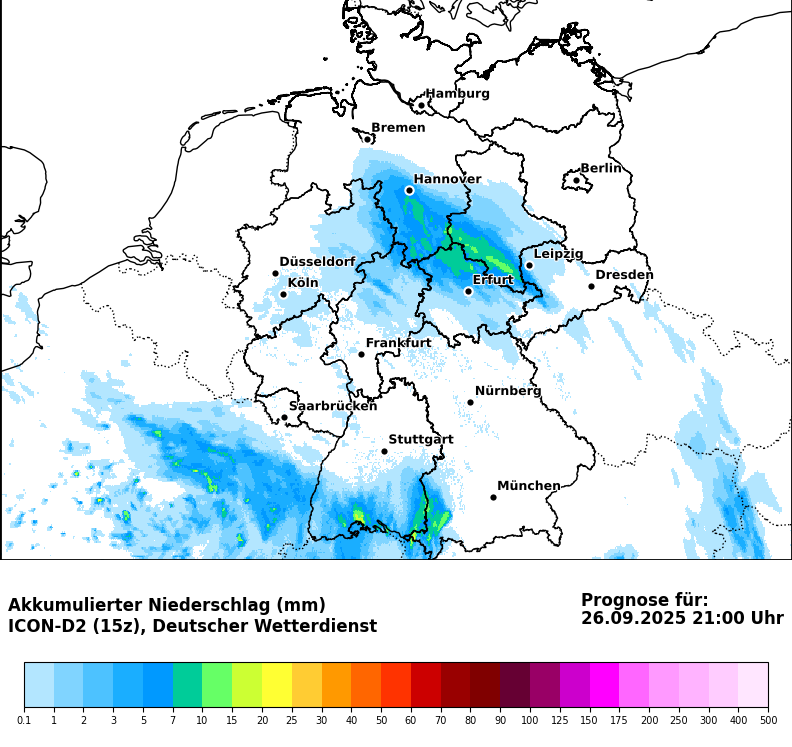 Hamburg
Bremen
Berlin
Hannover
Leipzig
Düsseldorf
Dresden
Köln
Erfurt
Frankfurt
Nürnberg
Saarbrücken
Stuttgart
München
Akkumulierter Niederschlag (mm)
ICON-D2 (15z), Deutscher Wetterdienst
Prognose für:
26.09.2025 21:00 Uhr
0.1 1 2 3 5 7 10 15 20 25 30 40 50 60 70 80 90 100 125 150 175 200 250 300 400 500